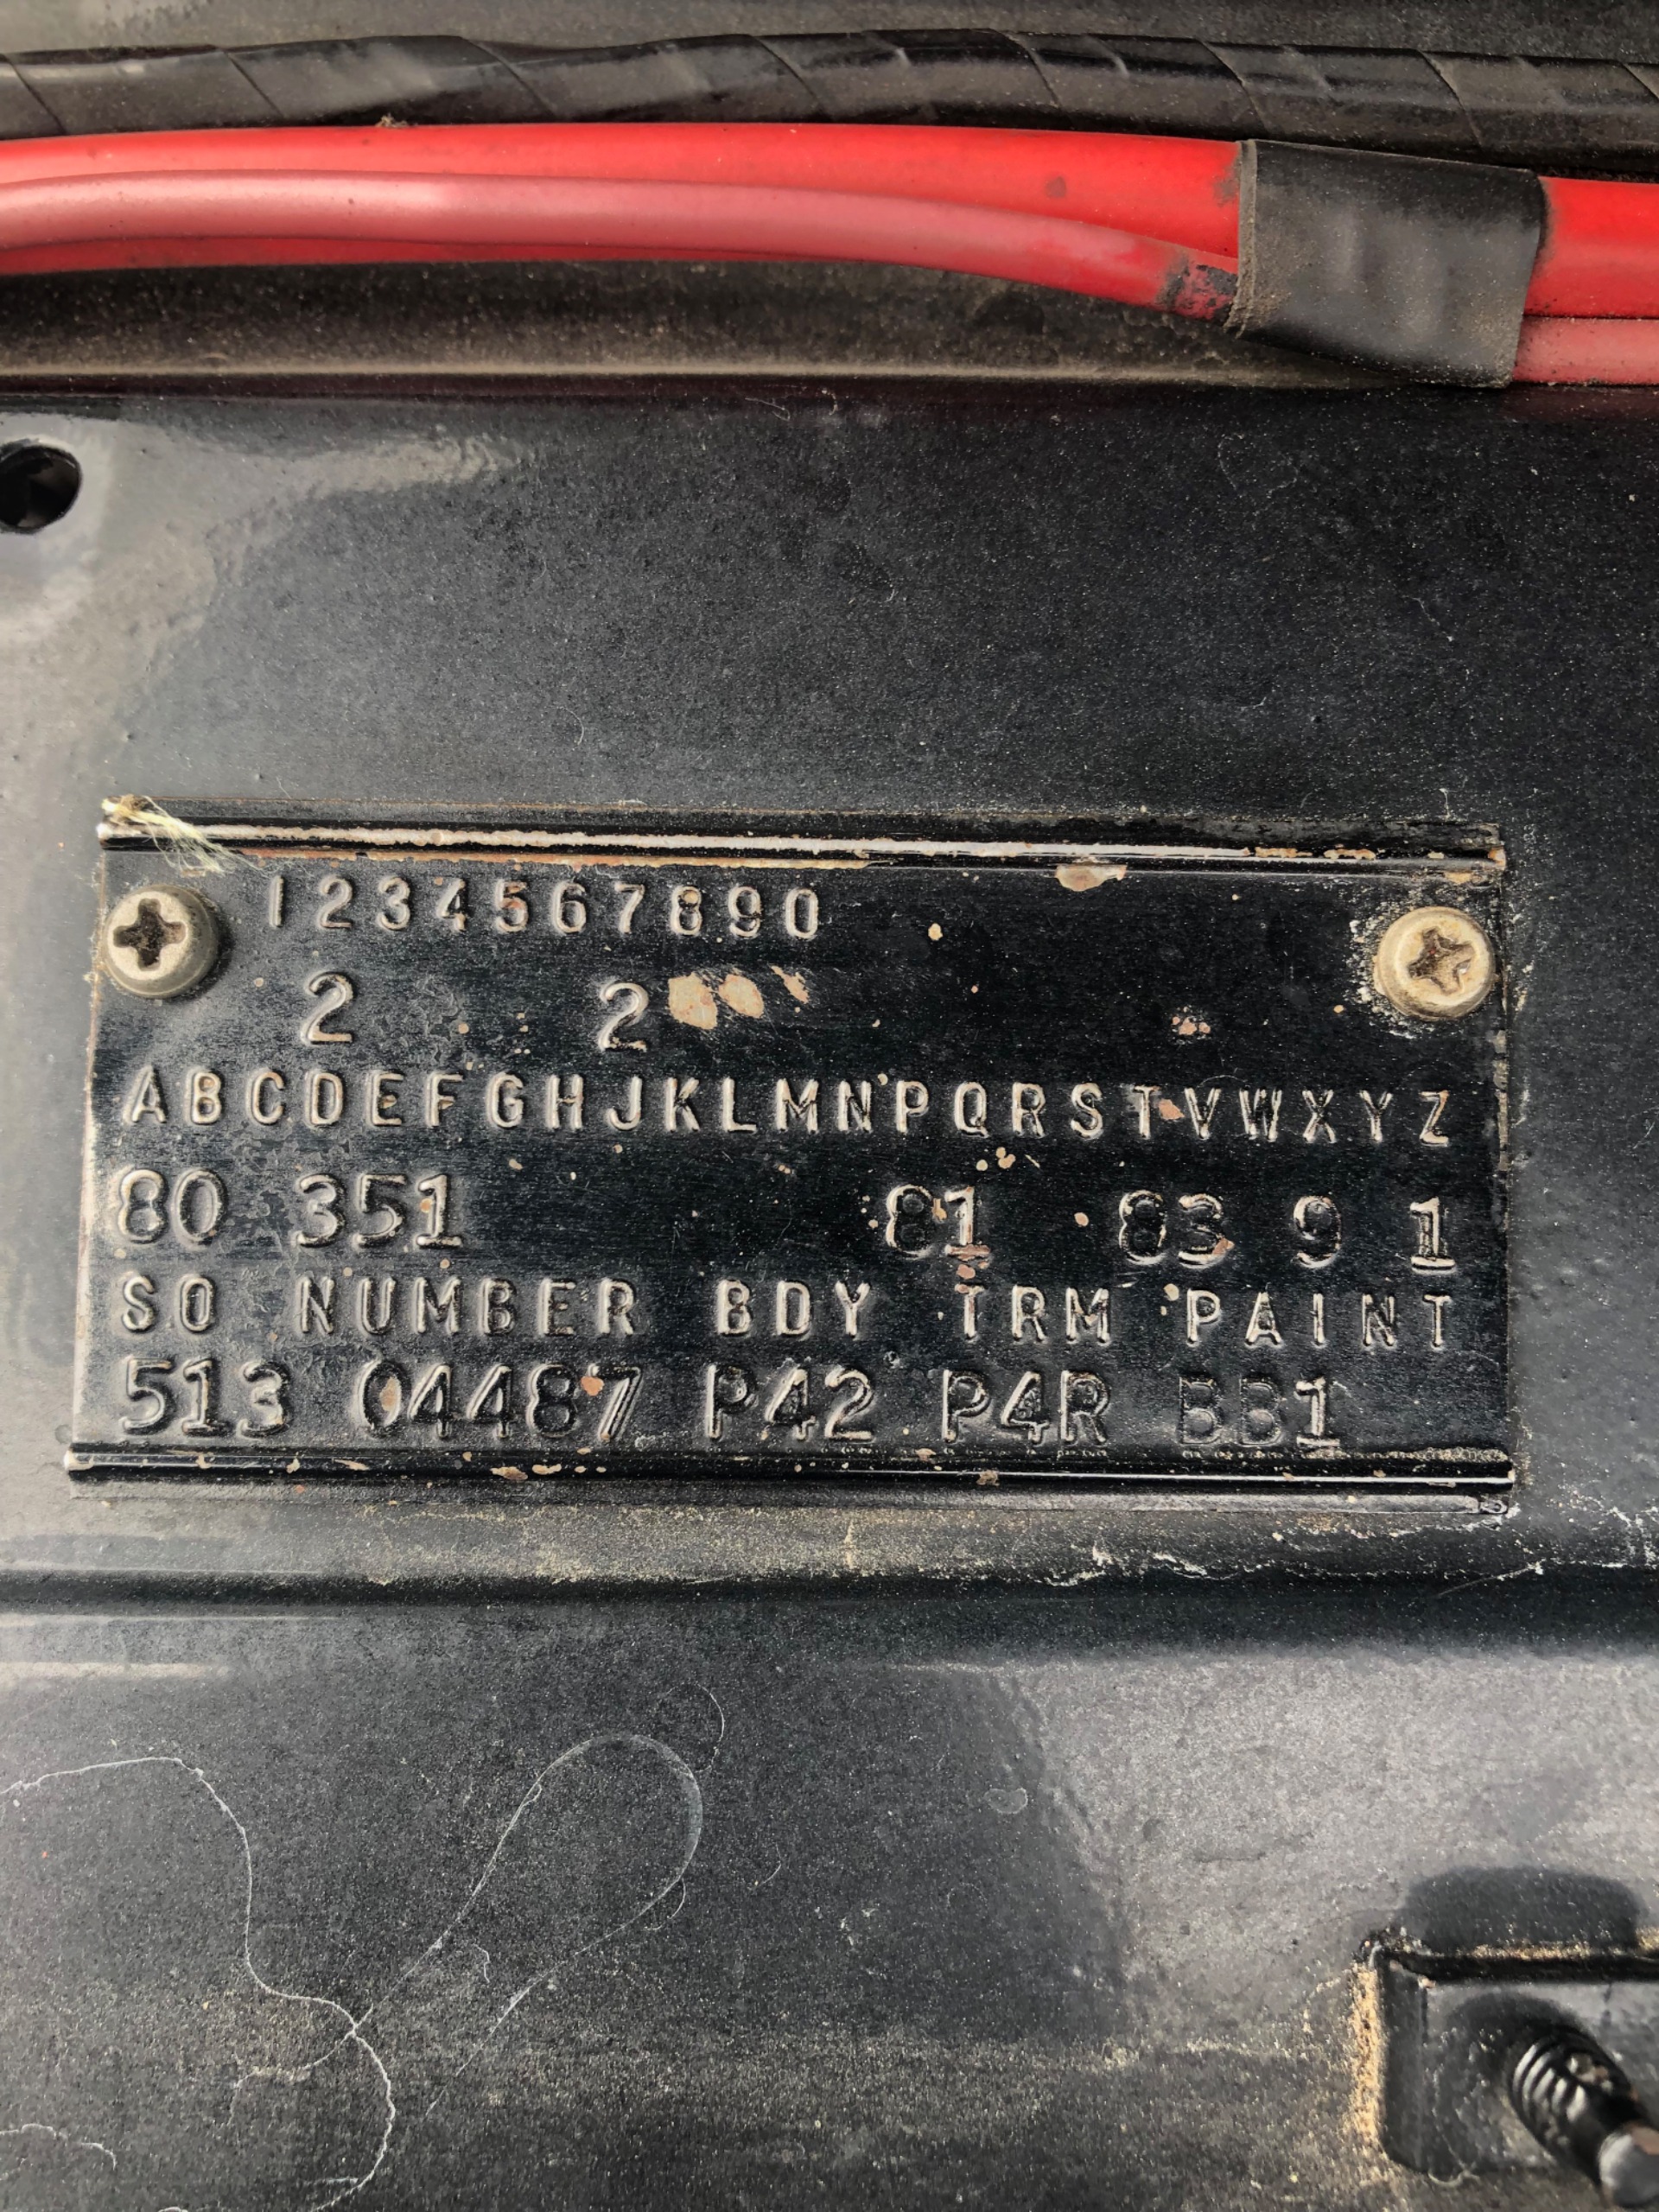 1234567890
2 2
ABCDEFGHJKLMNPQRSTVWXYZ
80 351 81 83 9 1
SO NUMBER BDY TRM PAINT
513 04487 P42 P4R BB1